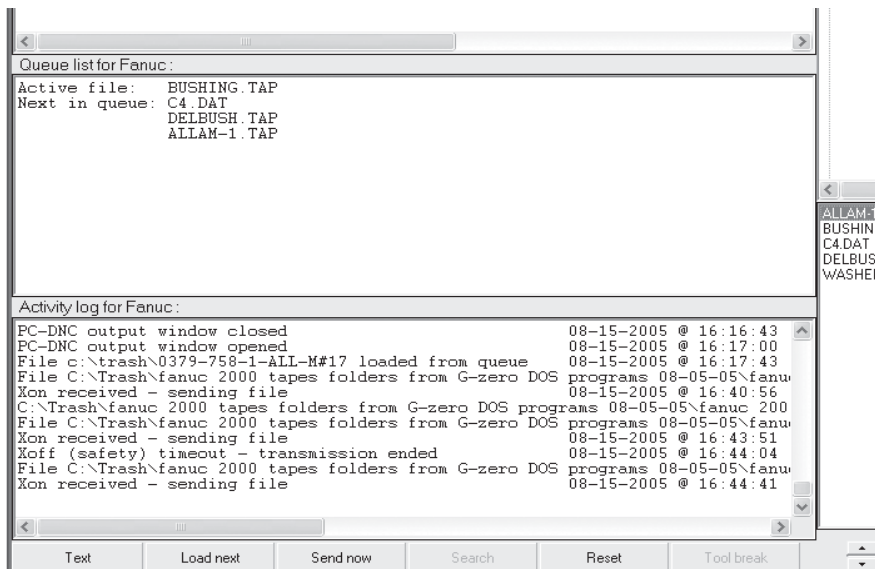 Queue list for Fanuc :
Active file: BUSHING.TAP
Next in queue: C4.DAT
DELBUSH.TAP
ALLAM-1.TAP
ALLAM-1
BUSHIN
C4.DAT
DELBUS
WASHE
Activity log for Fanuc :
PC-DNC output window closed 08-15-2005 @ 16:16:43
PC-DNC output window opened 08-15-2005 @ 16:17:00
File c:\trash\0379-758-1-ALL-M#17 loaded from queue 08-15-2005 @ 16:17:43
File C:\Trash\fanuc 2000 tapes folders from G-zero DOS programs 08-05-05\fanu
Xon received - sending file 08-15-2005 @ 16:40:56
C:\Trash\fanuc 2000 tapes folders from G-zero DOS programs 08-05-05\fanuc 200
File C:\Trash\fanuc 2000 tapes folders from G-zero DOS programs 08-05-05\fanu
Xon received - sending file 08-15-2005 @ 16:43:51
Xoff (safety) timeout - transmission ended 08-15-2005 @ 16:44:04
File C:\Trash\fanuc 2000 tapes folders from G-zero DOS programs 08-05-05\fanu
Xon received - sending file 08-15-2005 @ 16:44:41
Text Load next Send now Search Reset Tool break